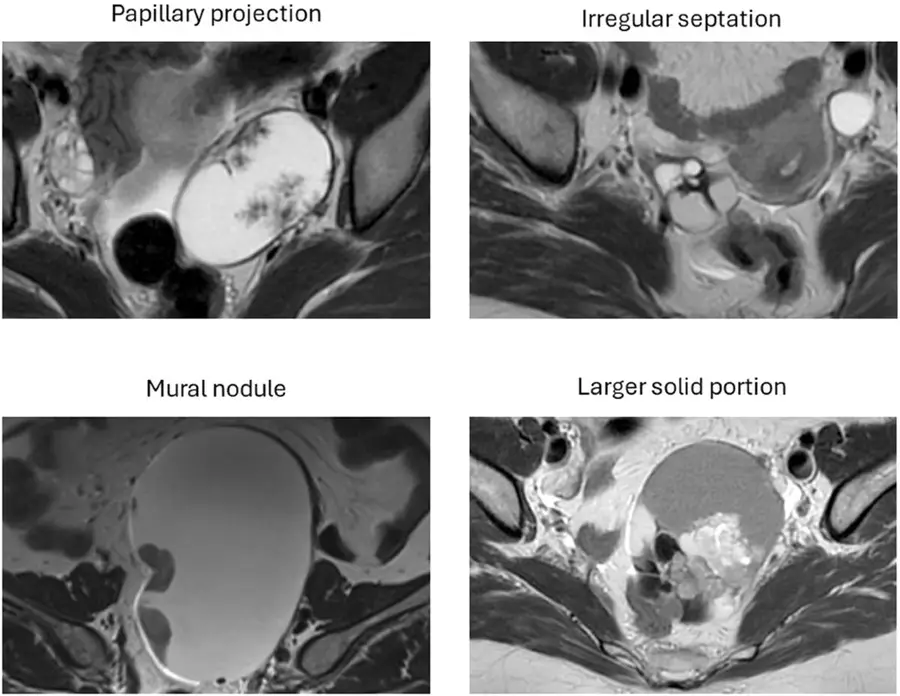 Papillary projection
Irregular septation
Mural nodule
Larger solid portion